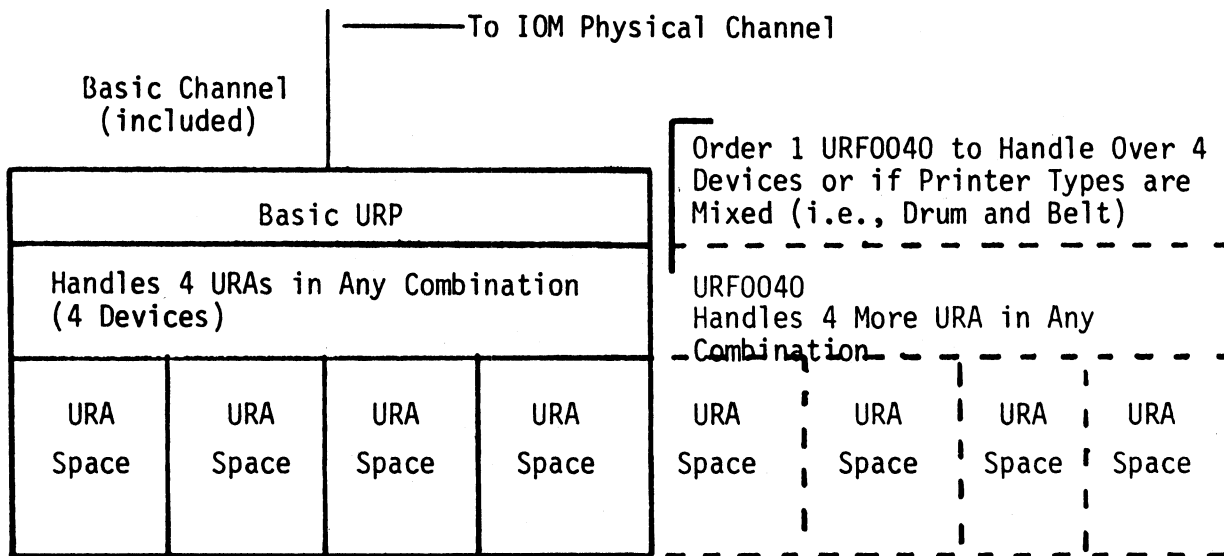 To IOM Physical Channel
Basic Channel
(included)
Order 1 URF0040 to Handle Over 4
Devices or if Printer Types are
Mixed (i.e., Drum and Belt)
Basic URP
Handles 4 URAs in Any Combination
(4 Devices)
URF0040
Handles 4 More URA in Any
Combination
URA URA URA URA URA URA URA URA
Space Space Space Space Space Space Space Space